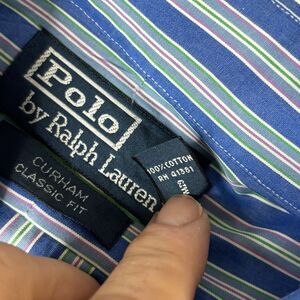 Polo
by Ralph Lauren
100% COTTON
RN 41381
CURHAM
CLASSIC FIT